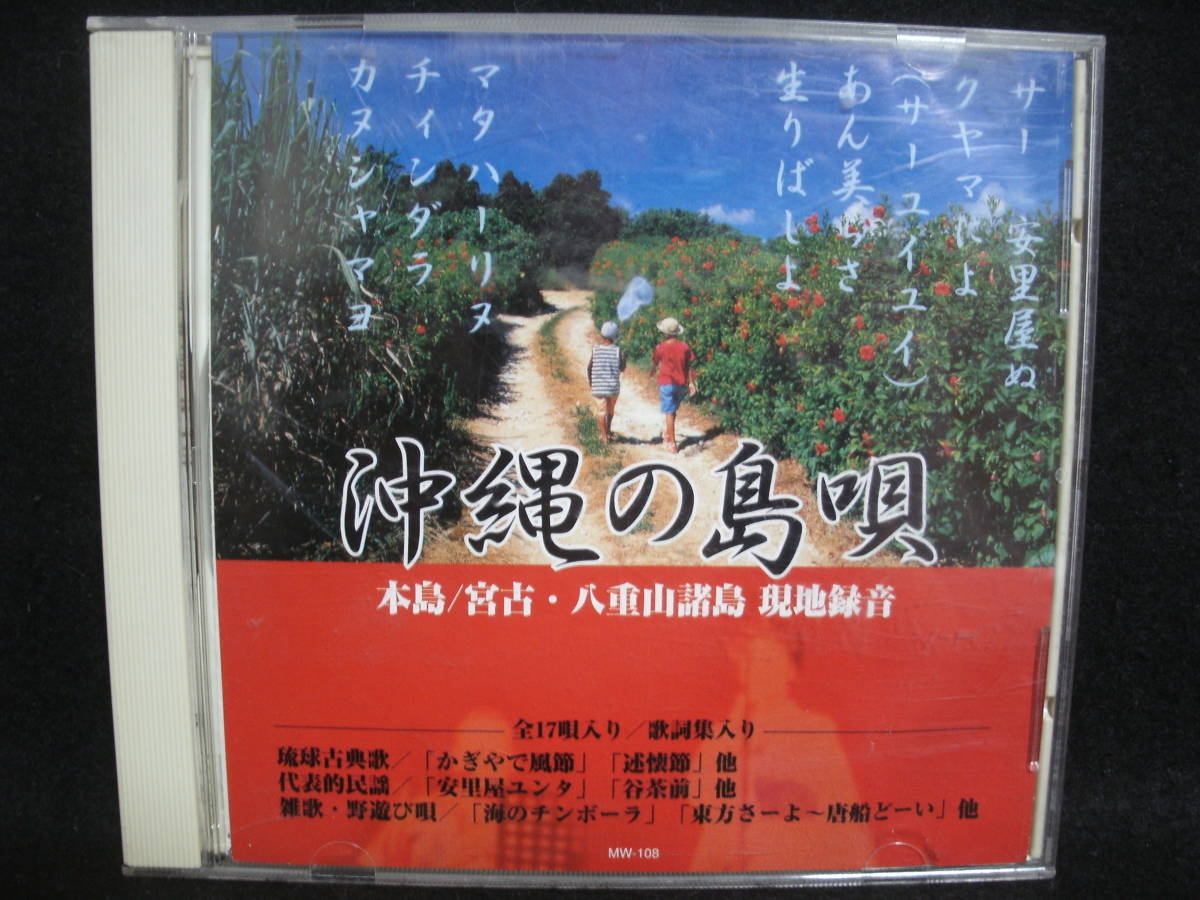 サー 安里屋ぬ
クヤマによ
(サーユイユイ)
あん美らさ
生りばしよ
マタハーリヌ
チィンダラ
カヌシャマヨ
沖縄の島唄
本島/宮古・八重山諸島 現地録音
全17唄入り/歌詞集入り
琉球古典歌/「かぎやで風節」「述懐節」他
代表的民謡/「安里屋ユンタ」「谷茶前」他
雑歌・野遊び唄/「海のチンボーラ」「東方さーよ〜唐船どーい」他
MW-108